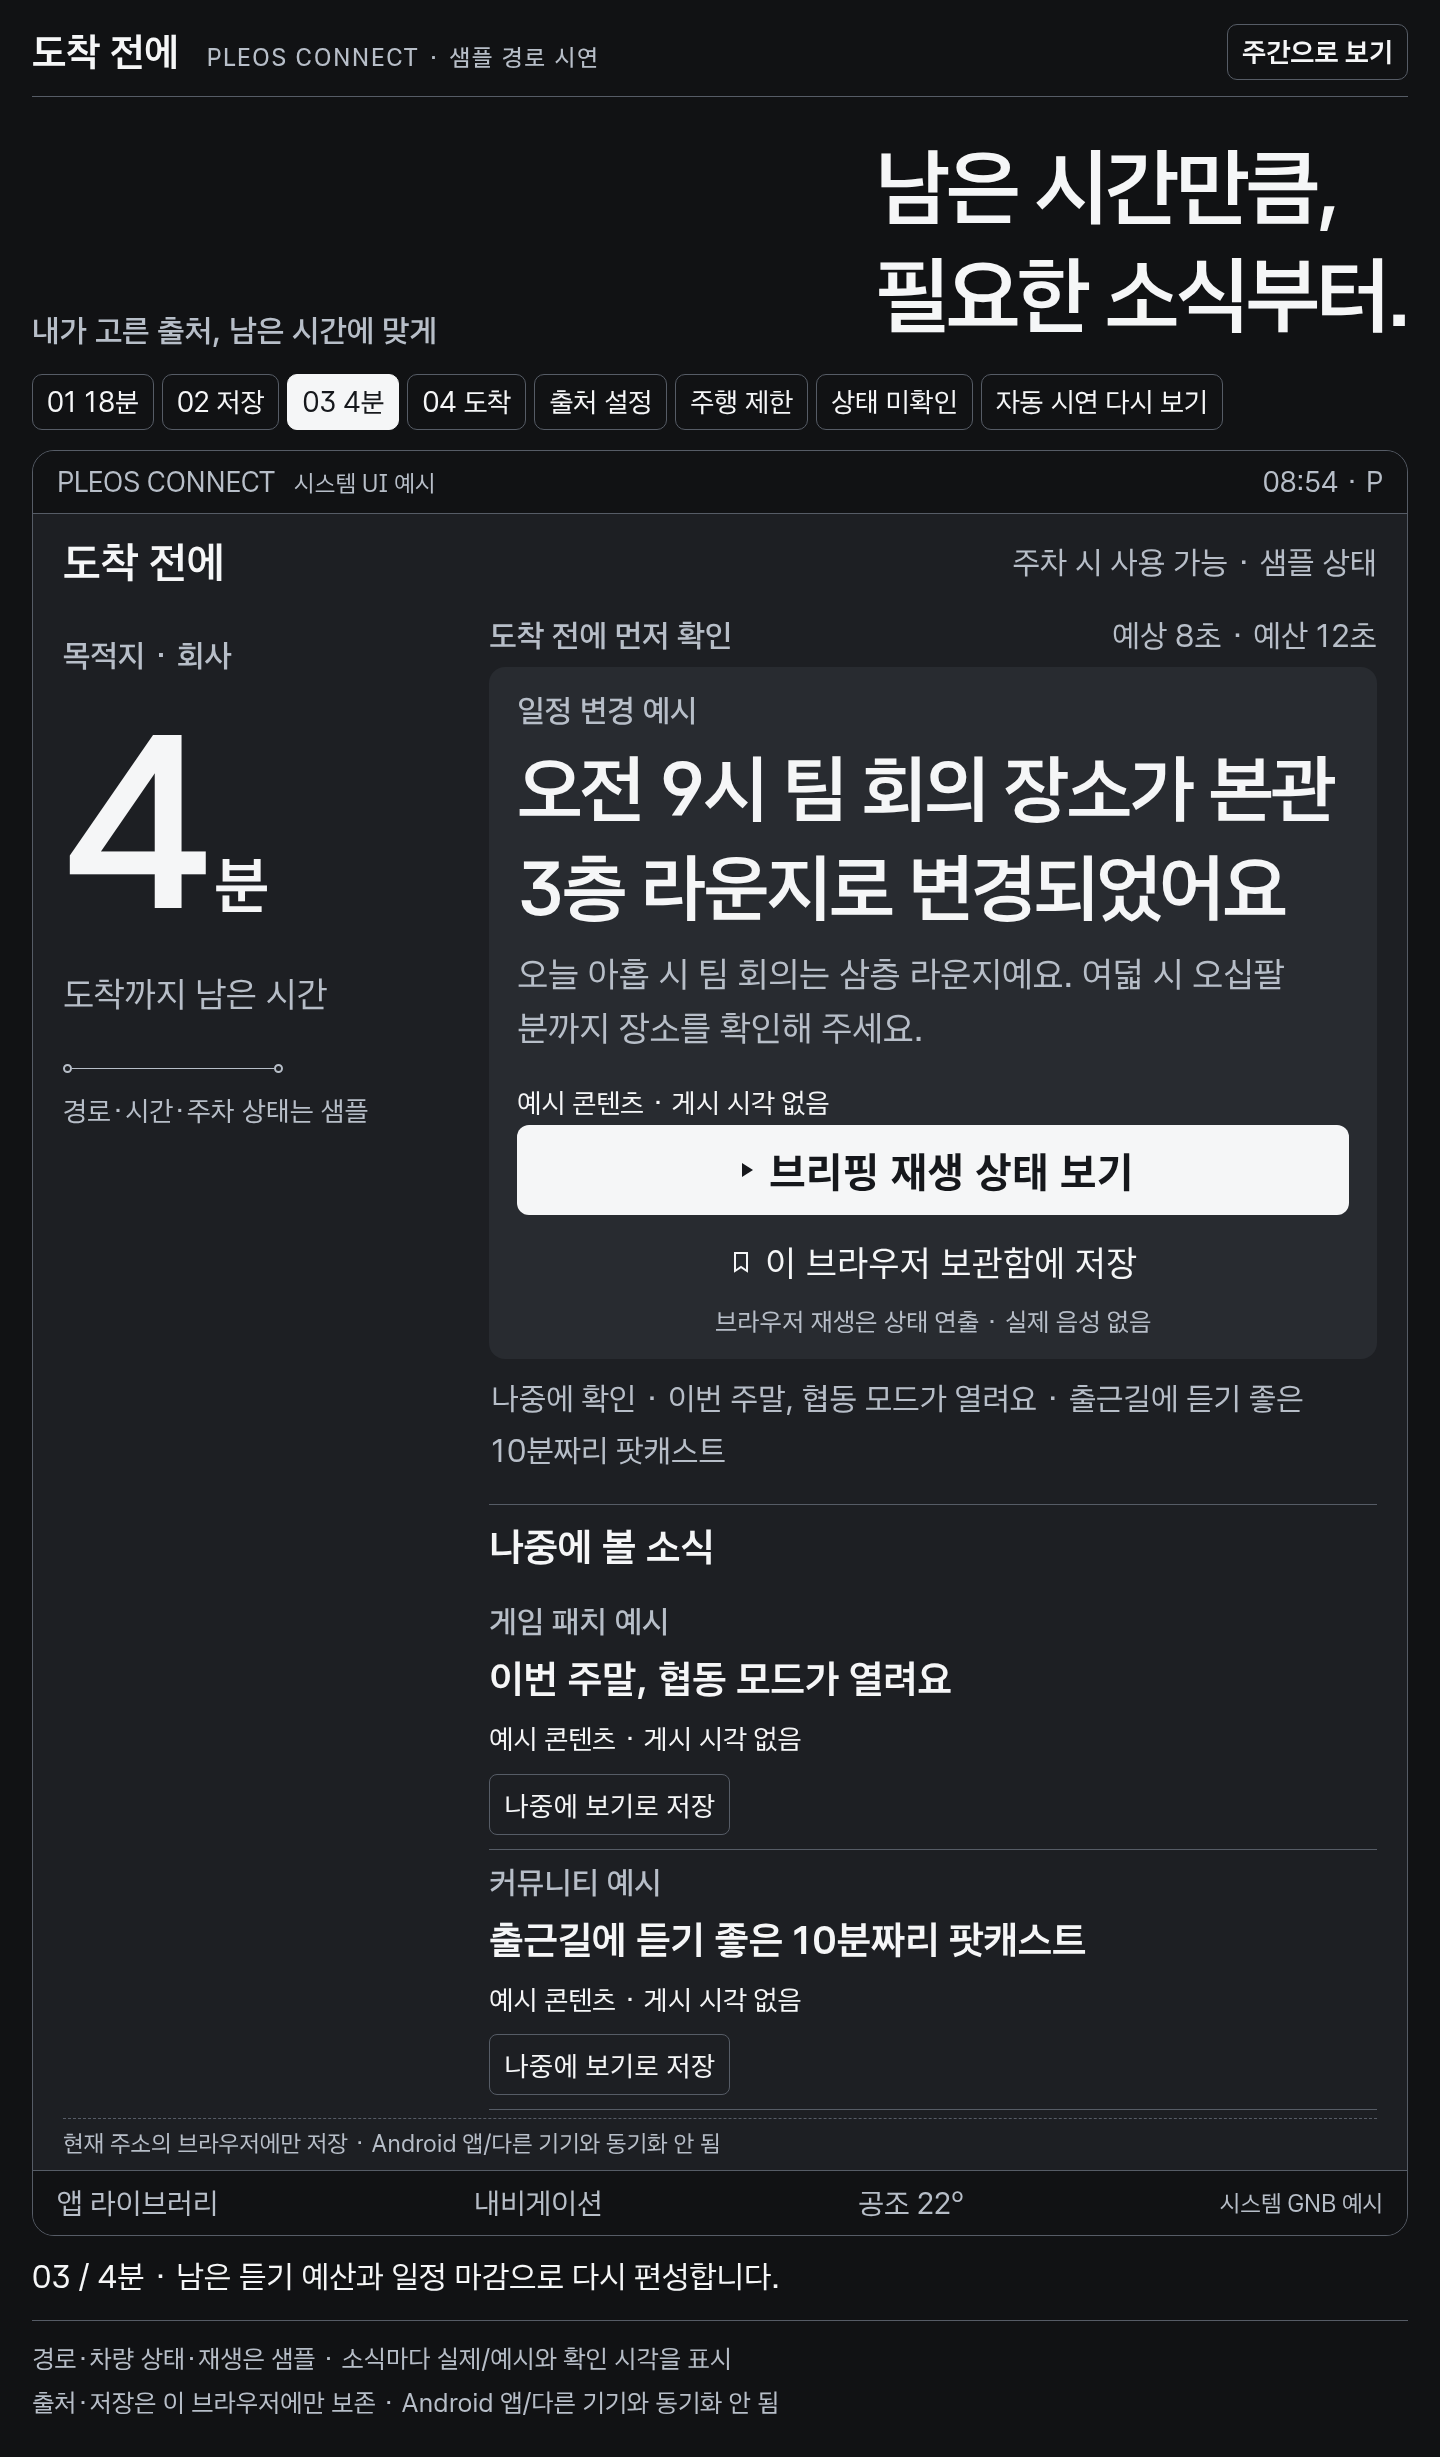 도착 전에 PLEOS CONNECT · 샘플 경로 시연
주간으로 보기
남은 시간만큼,
필요한 소식부터.
내가 고른 출처, 남은 시간에 맞게
01 18분 02 저장 03 4분 04 도착 출처 설정 주행 제한 상태 미확인 자동 시연 다시 보기
PLEOS CONNECT 시스템 UI 예시 08:54 · P
도착 전에
주차 시 사용 가능 · 샘플 상태
목적지 · 회사
4분
도착까지 남은 시간
경로·시간·주차 상태는 샘플
도착 전에 먼저 확인 예상 8초 · 예산 12초
일정 변경 예시
오전 9시 팀 회의 장소가 본관
3층 라운지로 변경되었어요
오늘 아홉 시 팀 회의는 삼층 라운지예요. 여덟 시 오십팔
분까지 장소를 확인해 주세요.
예시 콘텐츠 · 게시 시각 없음
브리핑 재생 상태 보기
이 브라우저 보관함에 저장
브라우저 재생은 상태 연출 · 실제 음성 없음
나중에 확인 · 이번 주말, 협동 모드가 열려요 · 출근길에 듣기 좋은
10분짜리 팟캐스트
나중에 볼 소식
게임 패치 예시
이번 주말, 협동 모드가 열려요
예시 콘텐츠 · 게시 시각 없음
나중에 보기로 저장
커뮤니티 예시
출근길에 듣기 좋은 10분짜리 팟캐스트
예시 콘텐츠 · 게시 시각 없음
나중에 보기로 저장
현재 주소의 브라우저에만 저장 · Android 앱/다른 기기와 동기화 안 됨
앱 라이브러리 내비게이션 공조 22° 시스템 GNB 예시
03 / 4분 · 남은 듣기 예산과 일정 마감으로 다시 편성합니다.
경로·차량 상태·재생은 샘플 · 소식마다 실제/예시와 확인 시각을 표시
출처·저장은 이 브라우저에만 보존 · Android 앱/다른 기기와 동기화 안 됨